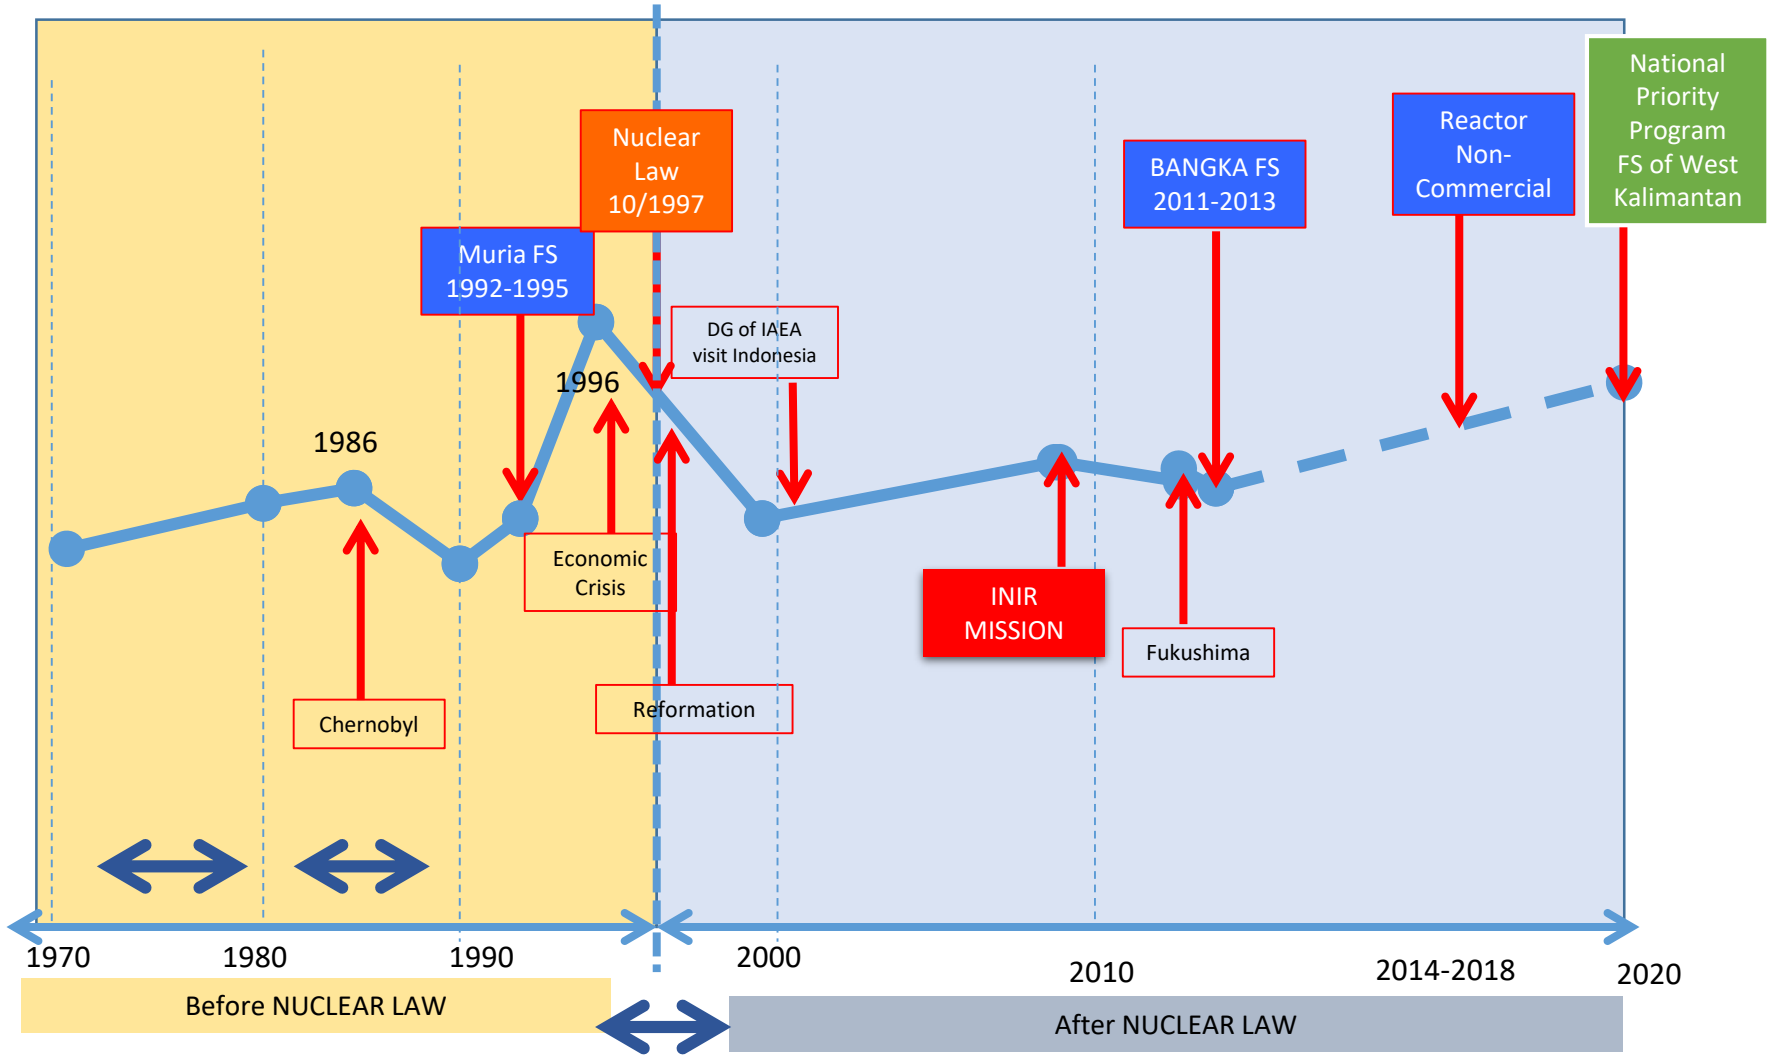 National
Priority
Program
FS of West
Kalimantan
Reactor
Non-
Commercial
Nuclear
Law
10/1997
BANGKA FS
2011-2013
Muria FS
1992-1995
DG of IAEA
visit Indonesia
1996
1986
Economic
Crisis
INIR
MISSION
Fukushima
Reformation
Chernobyl
1970
1980
1990
2000
2010
2014-2018
2020
Before NUCLEAR LAW
After NUCLEAR LAW